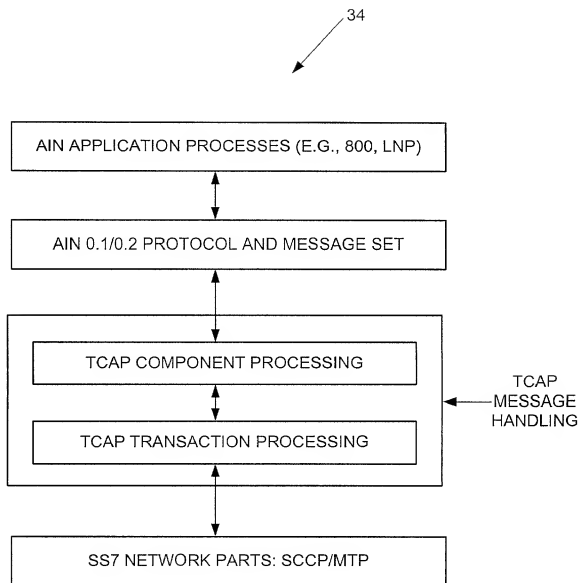 34
AIN APPLICATION PROCESSES (E.G., 800, LNP)
AIN 0.1/0.2 PROTOCOL AND MESSAGE SET
TCAP COMPONENT PROCESSING
TCAP TRANSACTION PROCESSING
TCAP
MESSAGE
HANDLING
SS7 NETWORK PARTS: SCCP/MTP